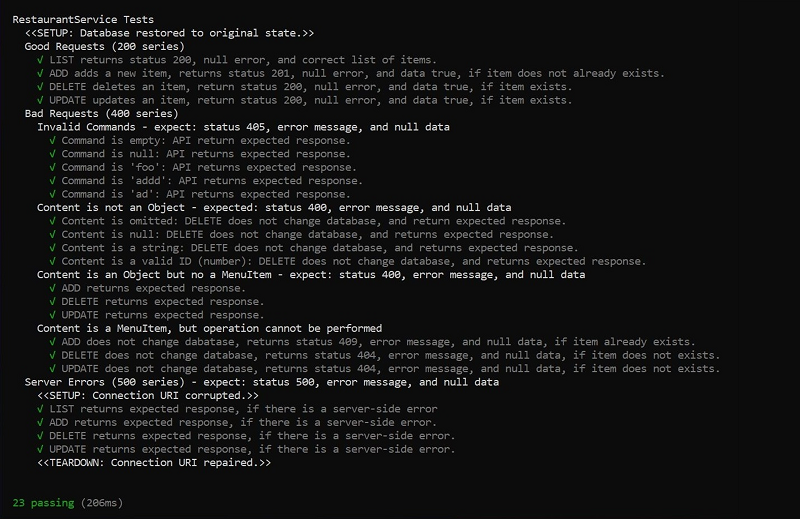 RestaurantService Tests
<<SETUP: Database restored to original state.>>
Good Requests (200 series)
√ LIST returns status 200, null error, and correct list of items.
√ ADD adds a new item, returns status 201, null error, and data true, if item does not already exists.
√ DELETE deletes an item, return status 200, null error, and data true, if item exists.
√ UPDATE updates an item, return status 200, null error, and data true, if item exists.
Bad Requests (400 series)
Invalid Commands - expect: status 405, error message, and null data
√ Command is empty: API return expected response.
√ Command is null: API returns expected response.
√ Command is 'foo': API returns expected response.
√ Command is 'addd': API returns expected response.
√ Command is 'ad': API returns expected response.
Content is not an Object - expected: status 400, error message, and null data
√ Content is omitted: DELETE does not change database, and return expected response.
√ Content is null: DELETE does not change database, and returns expected response.
√ Content is a string: DELETE does not change database, and returns expected response.
√ Content is a valid ID (number): DELETE does not change database, and returns expected response.
Content is an Object but no a MenuItem - expect: status 400, error message, and null data
√ ADD returns expected response.
√ DELETE returns expected response.
√ UPDATE returns expected response.
Content is a MenuItem, but operation cannot be performed
√ ADD does not change dabatase, returns status 409, error message, and null data, if item already exists.
√ DELETE does not change database, returns status 404, error message, and null data, if item does not exists.
√ UPDATE does not change database, returns status 404, error message, and null data, if item does not exists.
Server Errors (500 series) - expect: status 500, error message, and null data
<<SETUP: Connection URI corrupted.>>
√ LIST returns expected response, if there is a server-side error
√ ADD returns expected response, if there is a server-side error.
√ DELETE returns expected response, if there is a server-side error.
√ UPDATE returns expected response, if there is a server-side error.
<<TEARDOWN: Connection URI repaired.>>
23 passing (206ms)